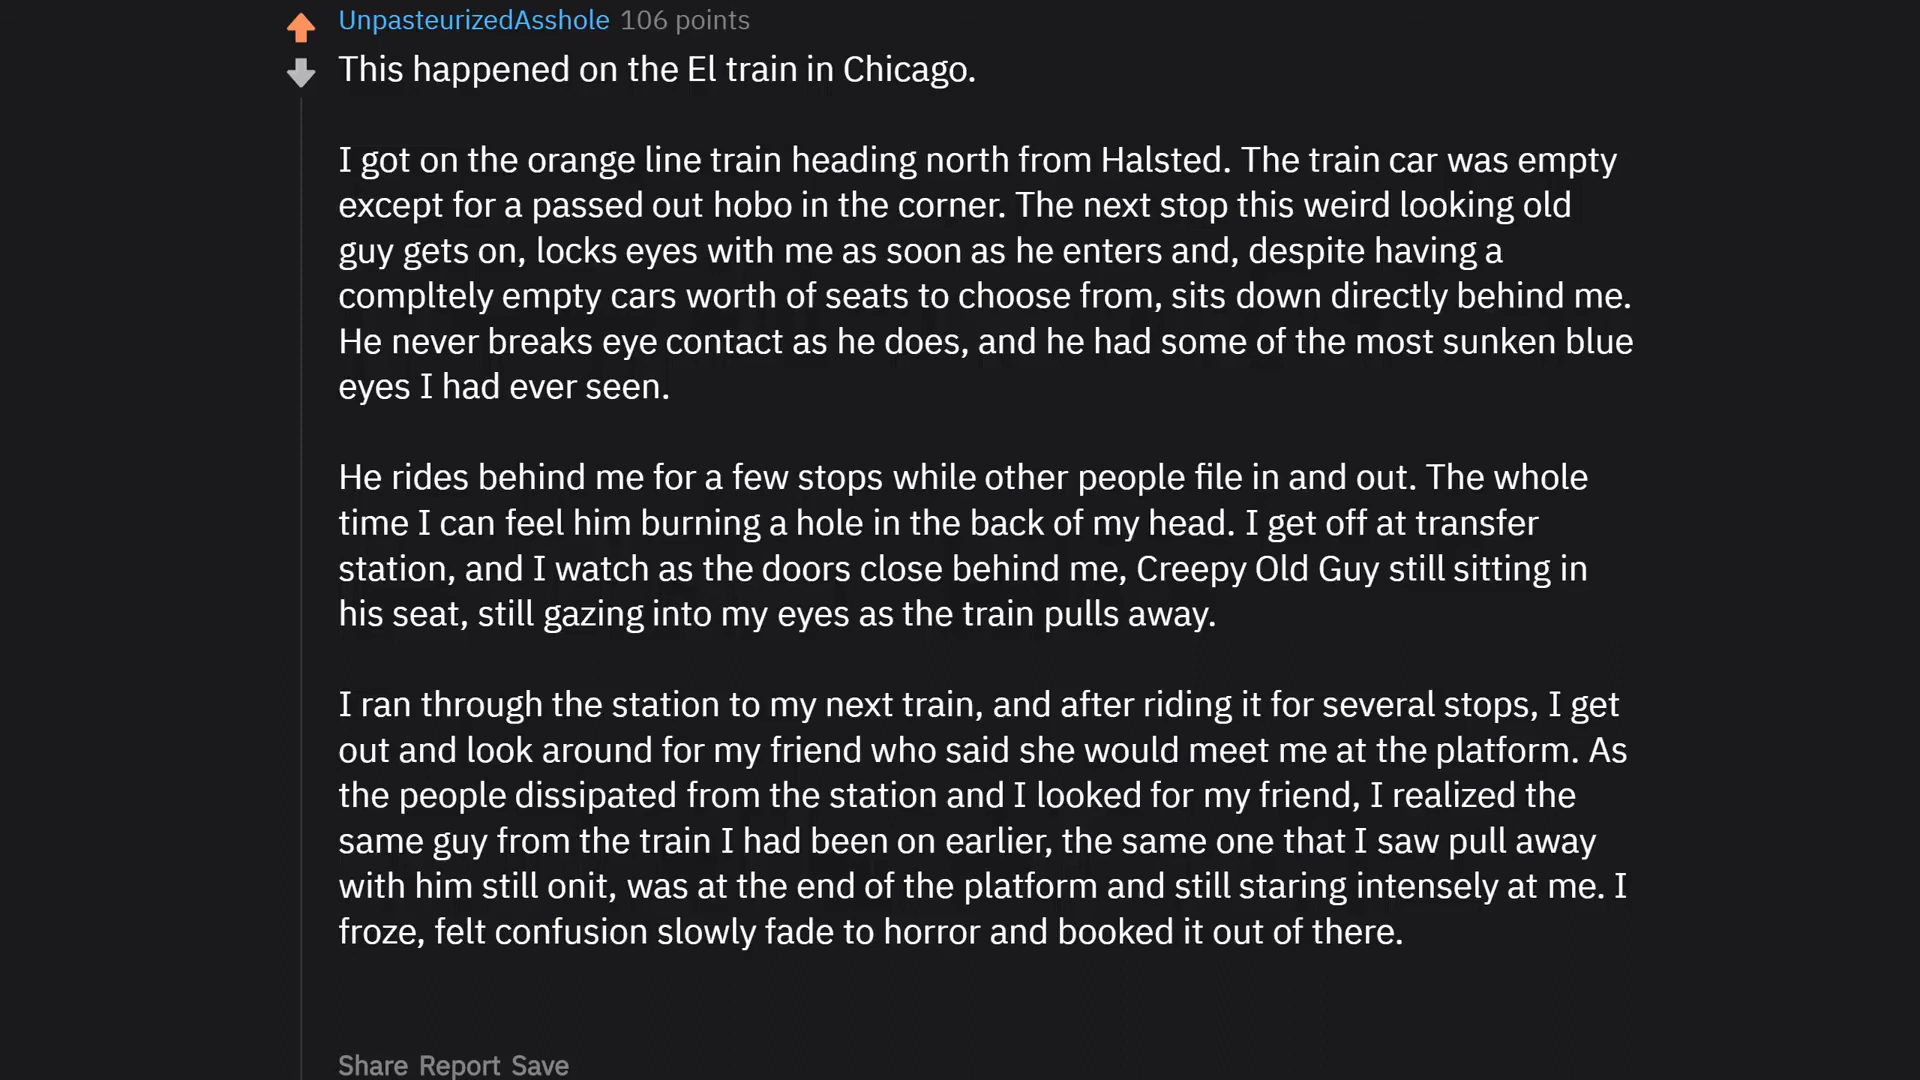 UnpasteurizedAsshole 106 points
This happened on the El train in Chicago.
I got on the orange line train heading north from Halsted. The train car was empty
except for a passed out hobo in the corner. The next stop this weird looking old
guy gets on, locks eyes with me as soon as he enters and, despite having a
compltely empty cars worth of seats to choose from, sits down directly behind me.
He never breaks eye contact as he does, and he had some of the most sunken blue
eyes I had ever seen.
He rides behind me for a few stops while other people file in and out. The whole
time I can feel him burning a hole in the back of my head. I get off at transfer
station, and I watch as the doors close behind me, Creepy Old Guy still sitting in
his seat, still gazing into my eyes as the train pulls away.
I ran through the station to my next train, and after riding it for several stops, I get
out and look around for my friend who said she would meet me at the platform. As
the people dissipated from the station and I looked for my friend, I realized the
same guy from the train I had been on earlier, the same one that I saw pull away
with him still onit, was at the end of the platform and still staring intensely at me. I
froze, felt confusion slowly fade to horror and booked it out of there.
Share Report Save